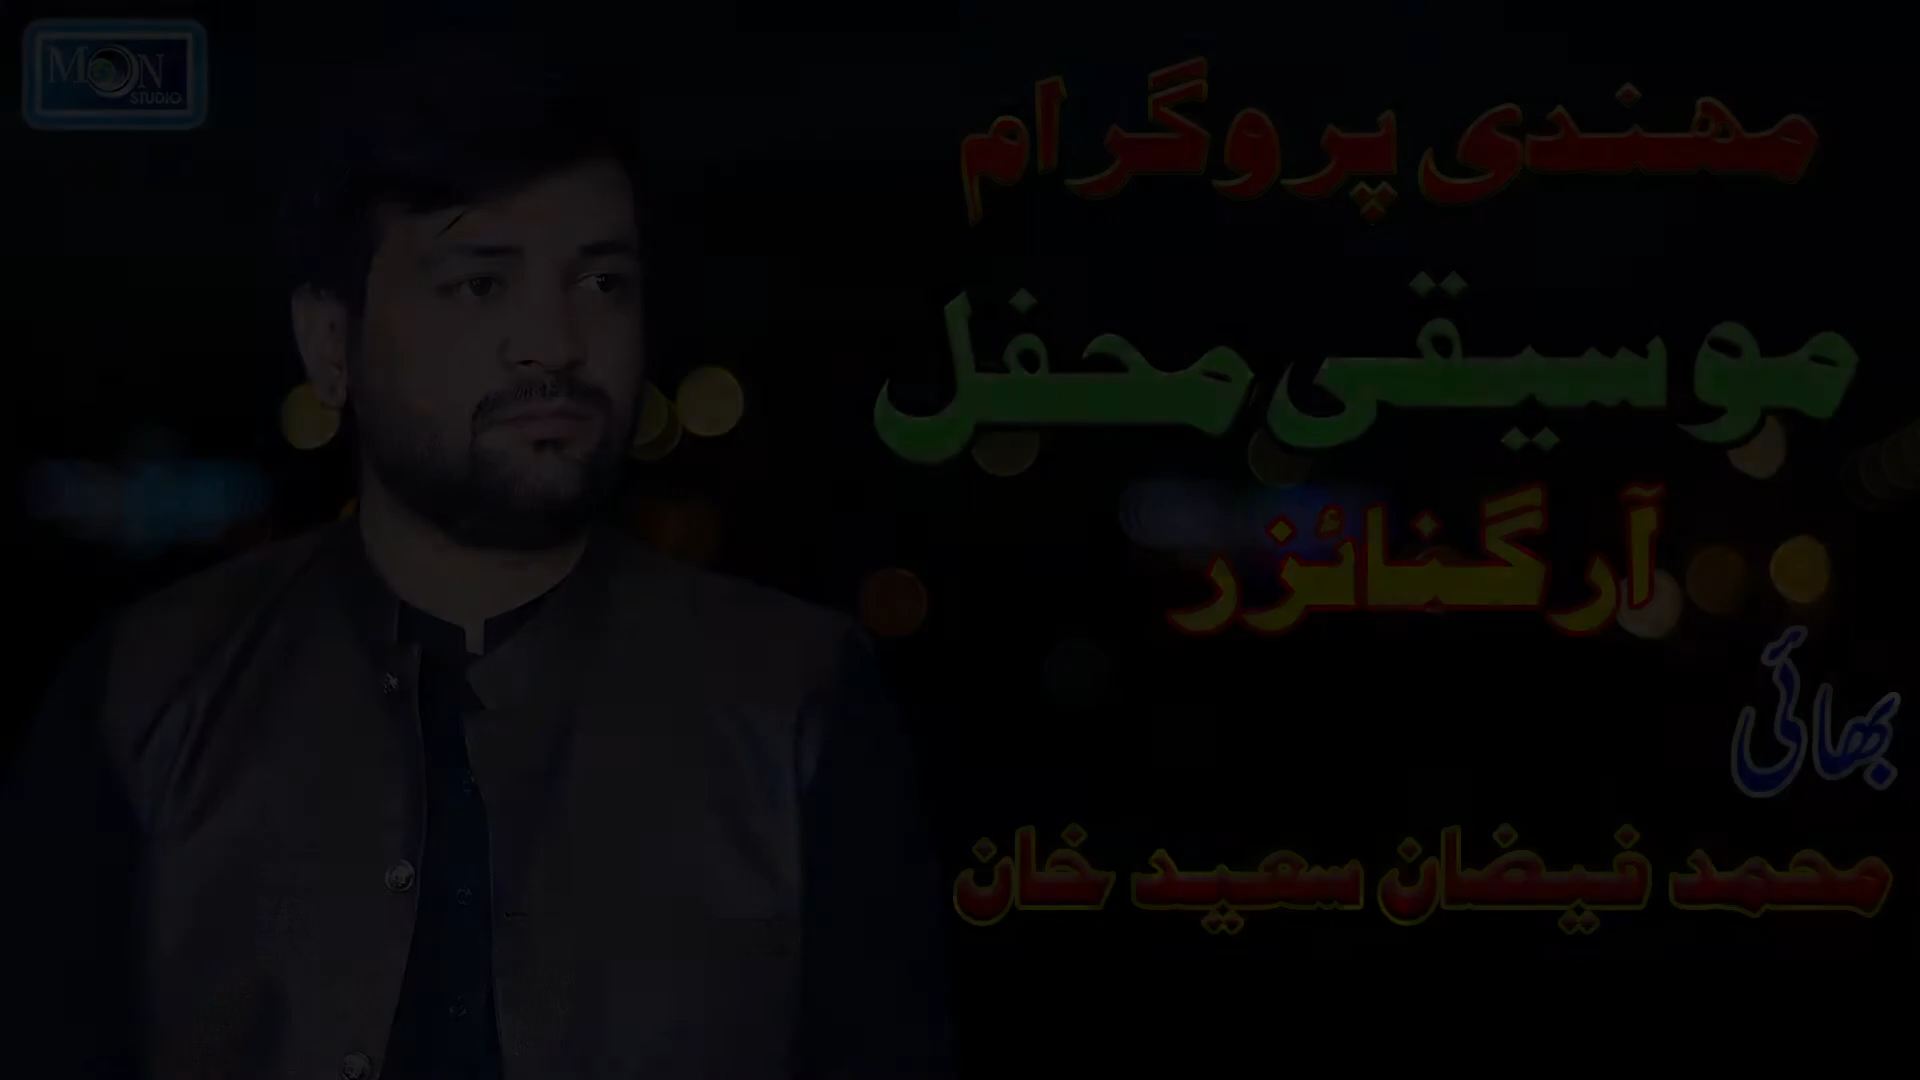 MOON
STUDIO
مہندی پروگرام
موسیقی محفل
آرگنائزر
بھائی
محمد فیضان سعید خان